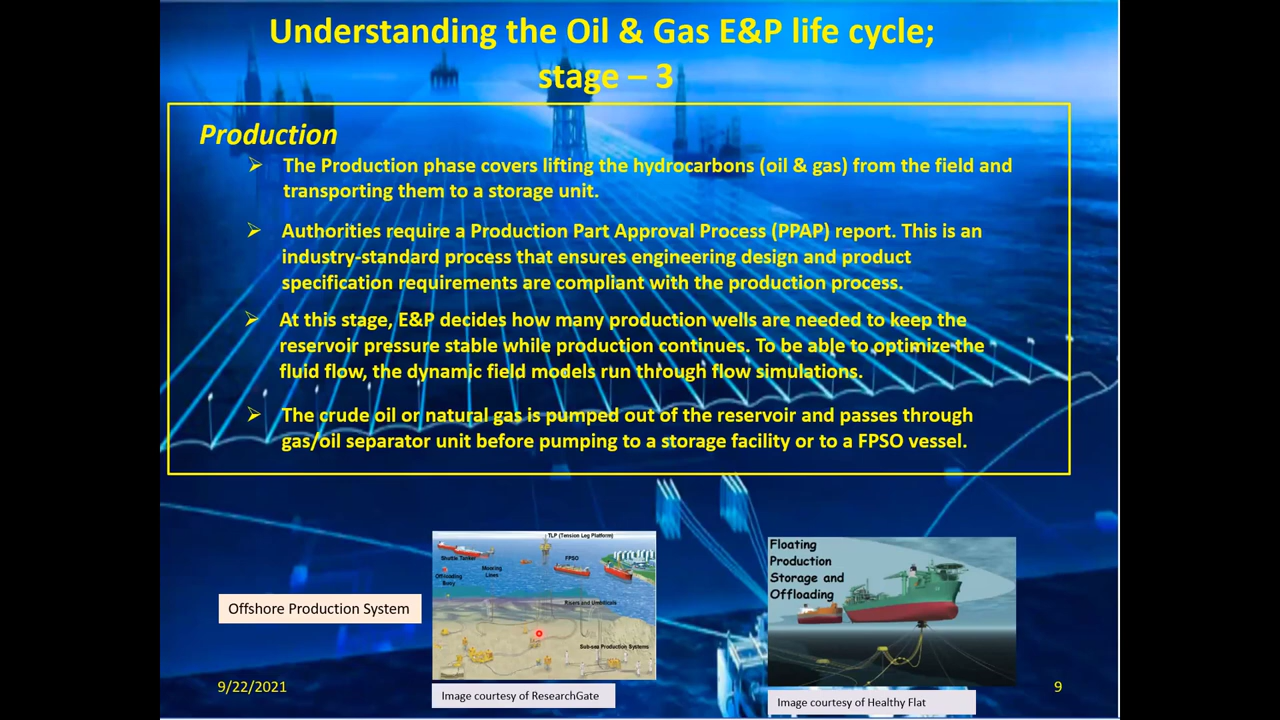 Understanding the Oil & Gas E&P life cycle;
stage – 3
Production
The Production phase covers lifting the hydrocarbons (oil & gas) from the field and
transporting them to a storage unit.
Authorities require a Production Part Approval Process (PPAP) report. This is an
industry-standard process that ensures engineering design and product
specification requirements are compliant with the production process.
At this stage, E&P decides how many production wells are needed to keep the
reservoir pressure stable while production continues. To be able to optimize the
fluid flow, the dynamic field models run through flow simulations.
The crude oil or natural gas is pumped out of the reservoir and passes through
gas/oil separator unit before pumping to a storage facility or to a FPSO vessel.
Offshore Production System
TLP (Tension Leg Platform)
Shuttle Tanker
FPSO
Mooring
Lines
Offloading
Buoy
Risers and Umbilicals
Sub-sea Production Systems
Image courtesy of ResearchGate
Floating
Production
Storage and
Offloading
Image courtesy of Healthy Flat
9/22/2021
9